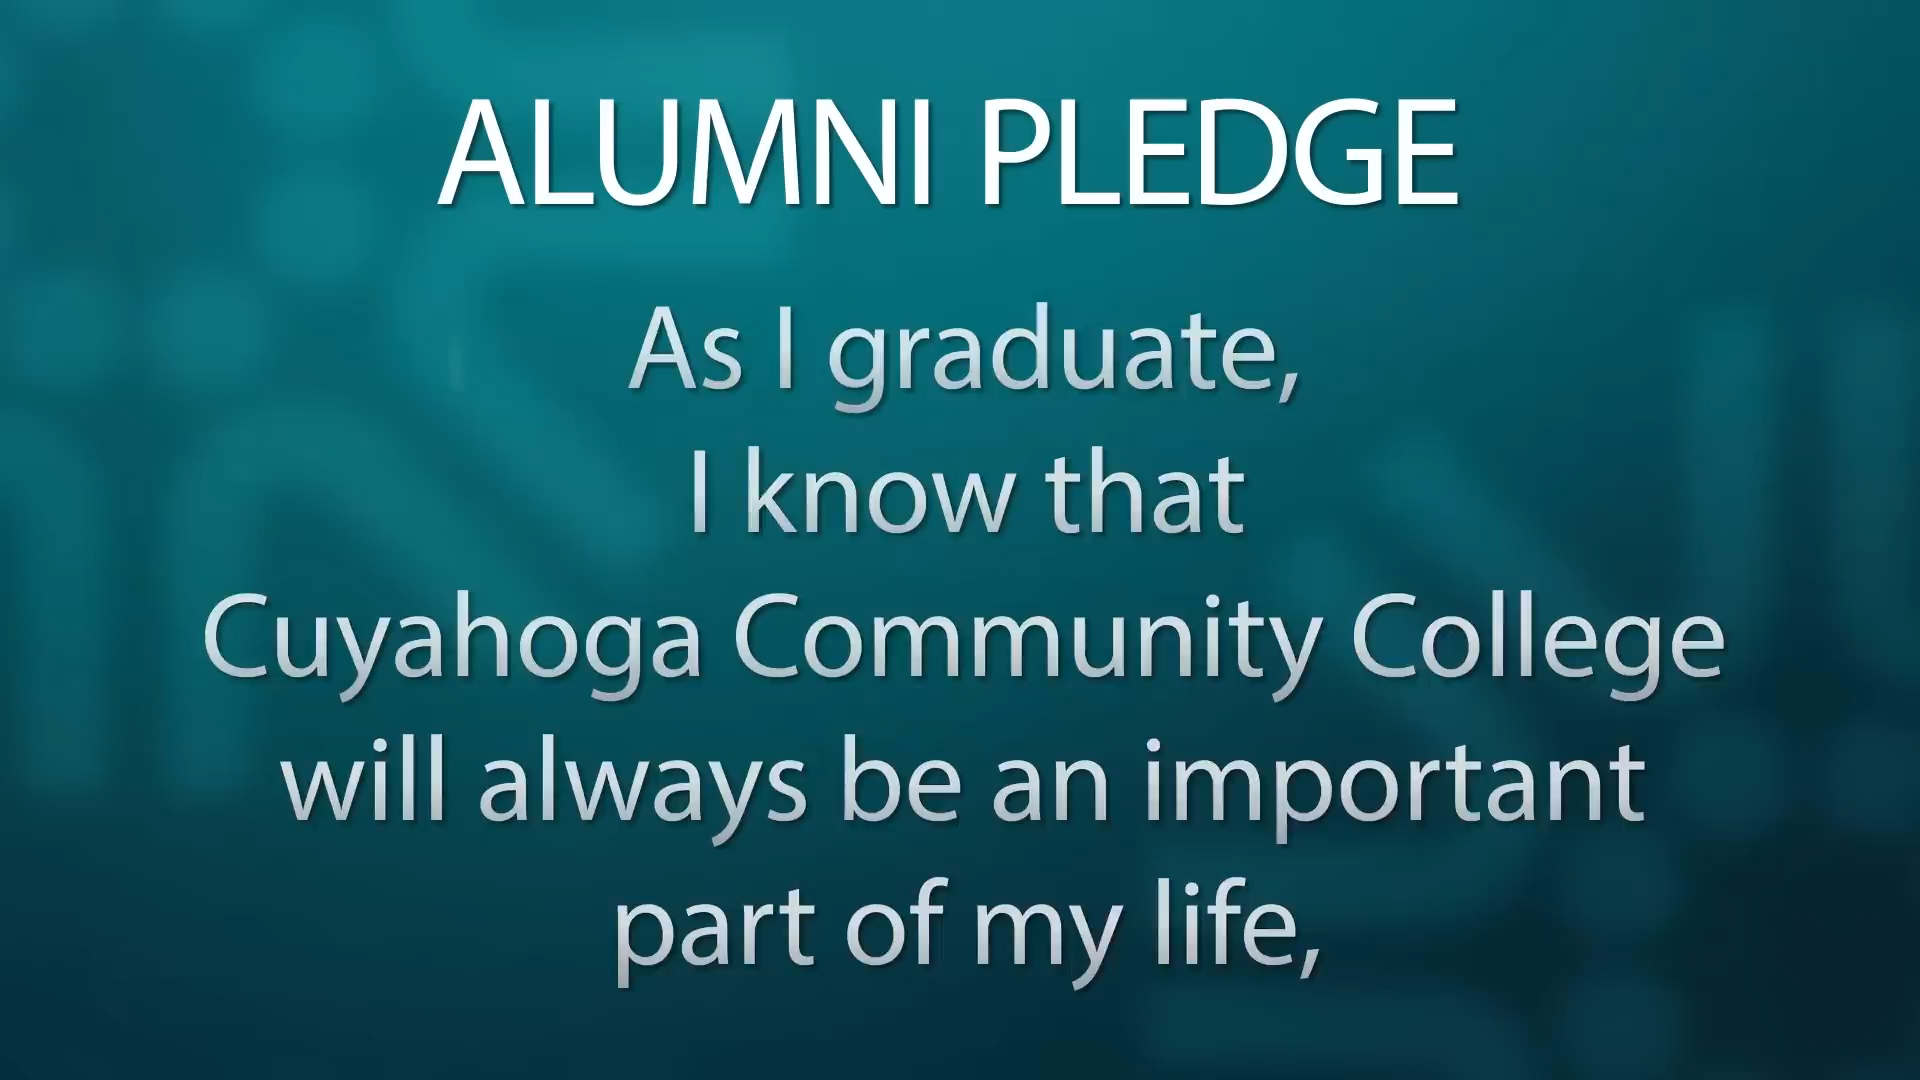 ALUMNI PLEDGE
As I graduate,
I know that
Cuyahoga Community College
will always be an important
part of my life,